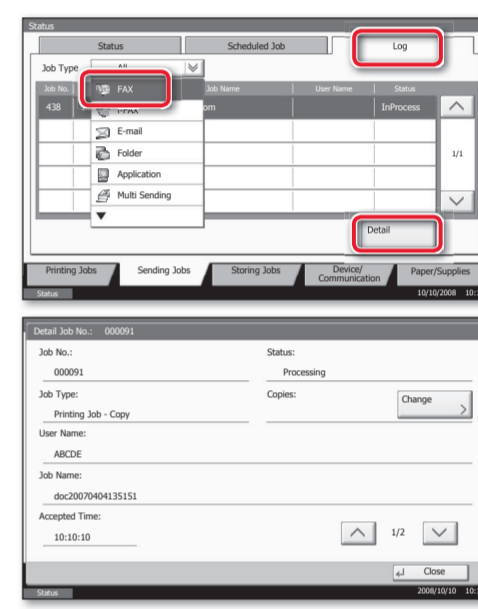 Status
Status Scheduled Job Log
Job Type All
Job No. Job Name User Name Status
438 om InProcess
FAX
i-FAX
E-mail
Folder
Application
Multi Sending
1/1
Detail
Printing Jobs Sending Jobs Storing Jobs Device/ Communication Paper/Supplies
Status 10/10/2008 10:
Detail Job No.: 000091
Job No.: Status:
000091 Processing
Job Type: Copies:
Printing Job - Copy Change
User Name:
ABCDE
Job Name:
doc20070404135151
Accepted Time:
10:10:10 1/2
Close
Status 2008/10/10 10: